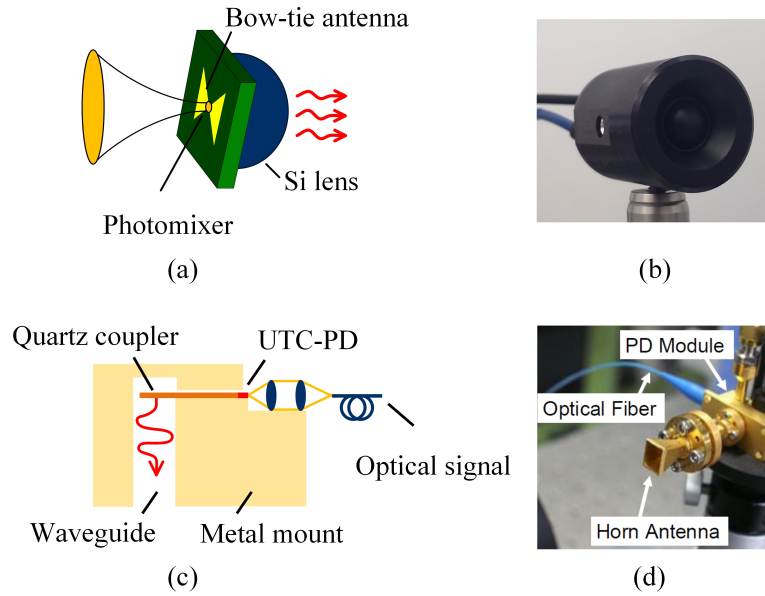 Bow-tie antenna
Si lens
Photomixer
(a)
(b)
Quartz coupler
UTC-PD
Optical signal
Waveguide
Metal mount
(c)
PD Module
Optical Fiber
Horn Antenna
(d)